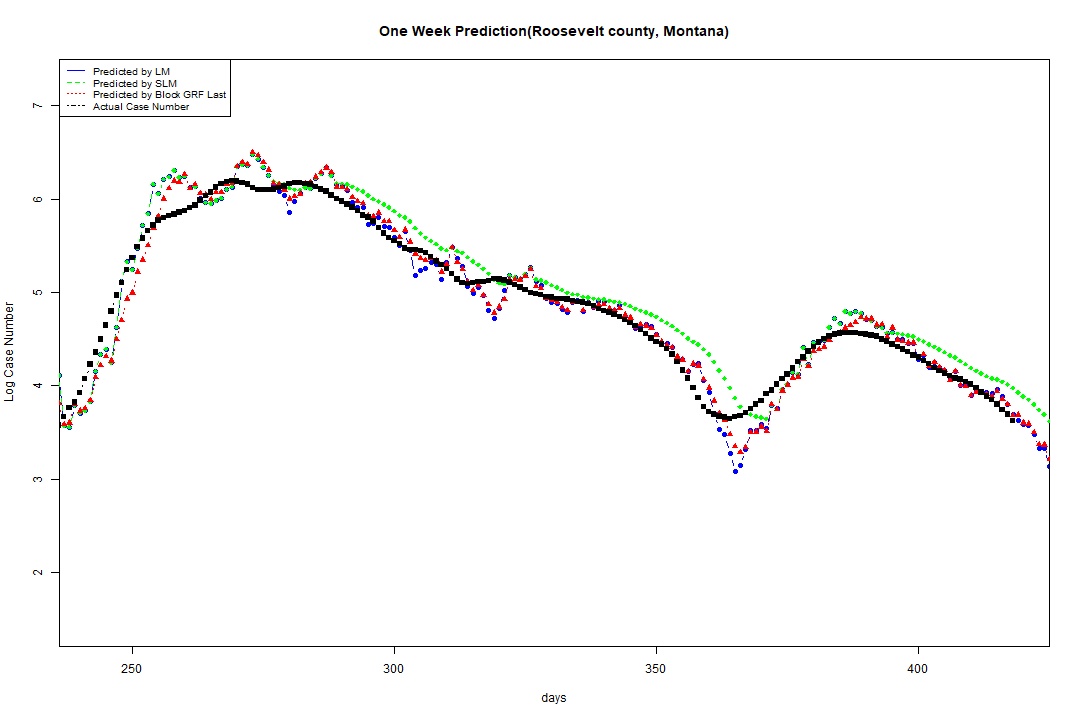 One Week Prediction(Roosevelt county, Montana)
Predicted by LM
Predicted by SLM
Predicted by Block GRF Last
Actual Case Number
Log Case Number
7
6
5
4
3
2
250 300 350 400
days